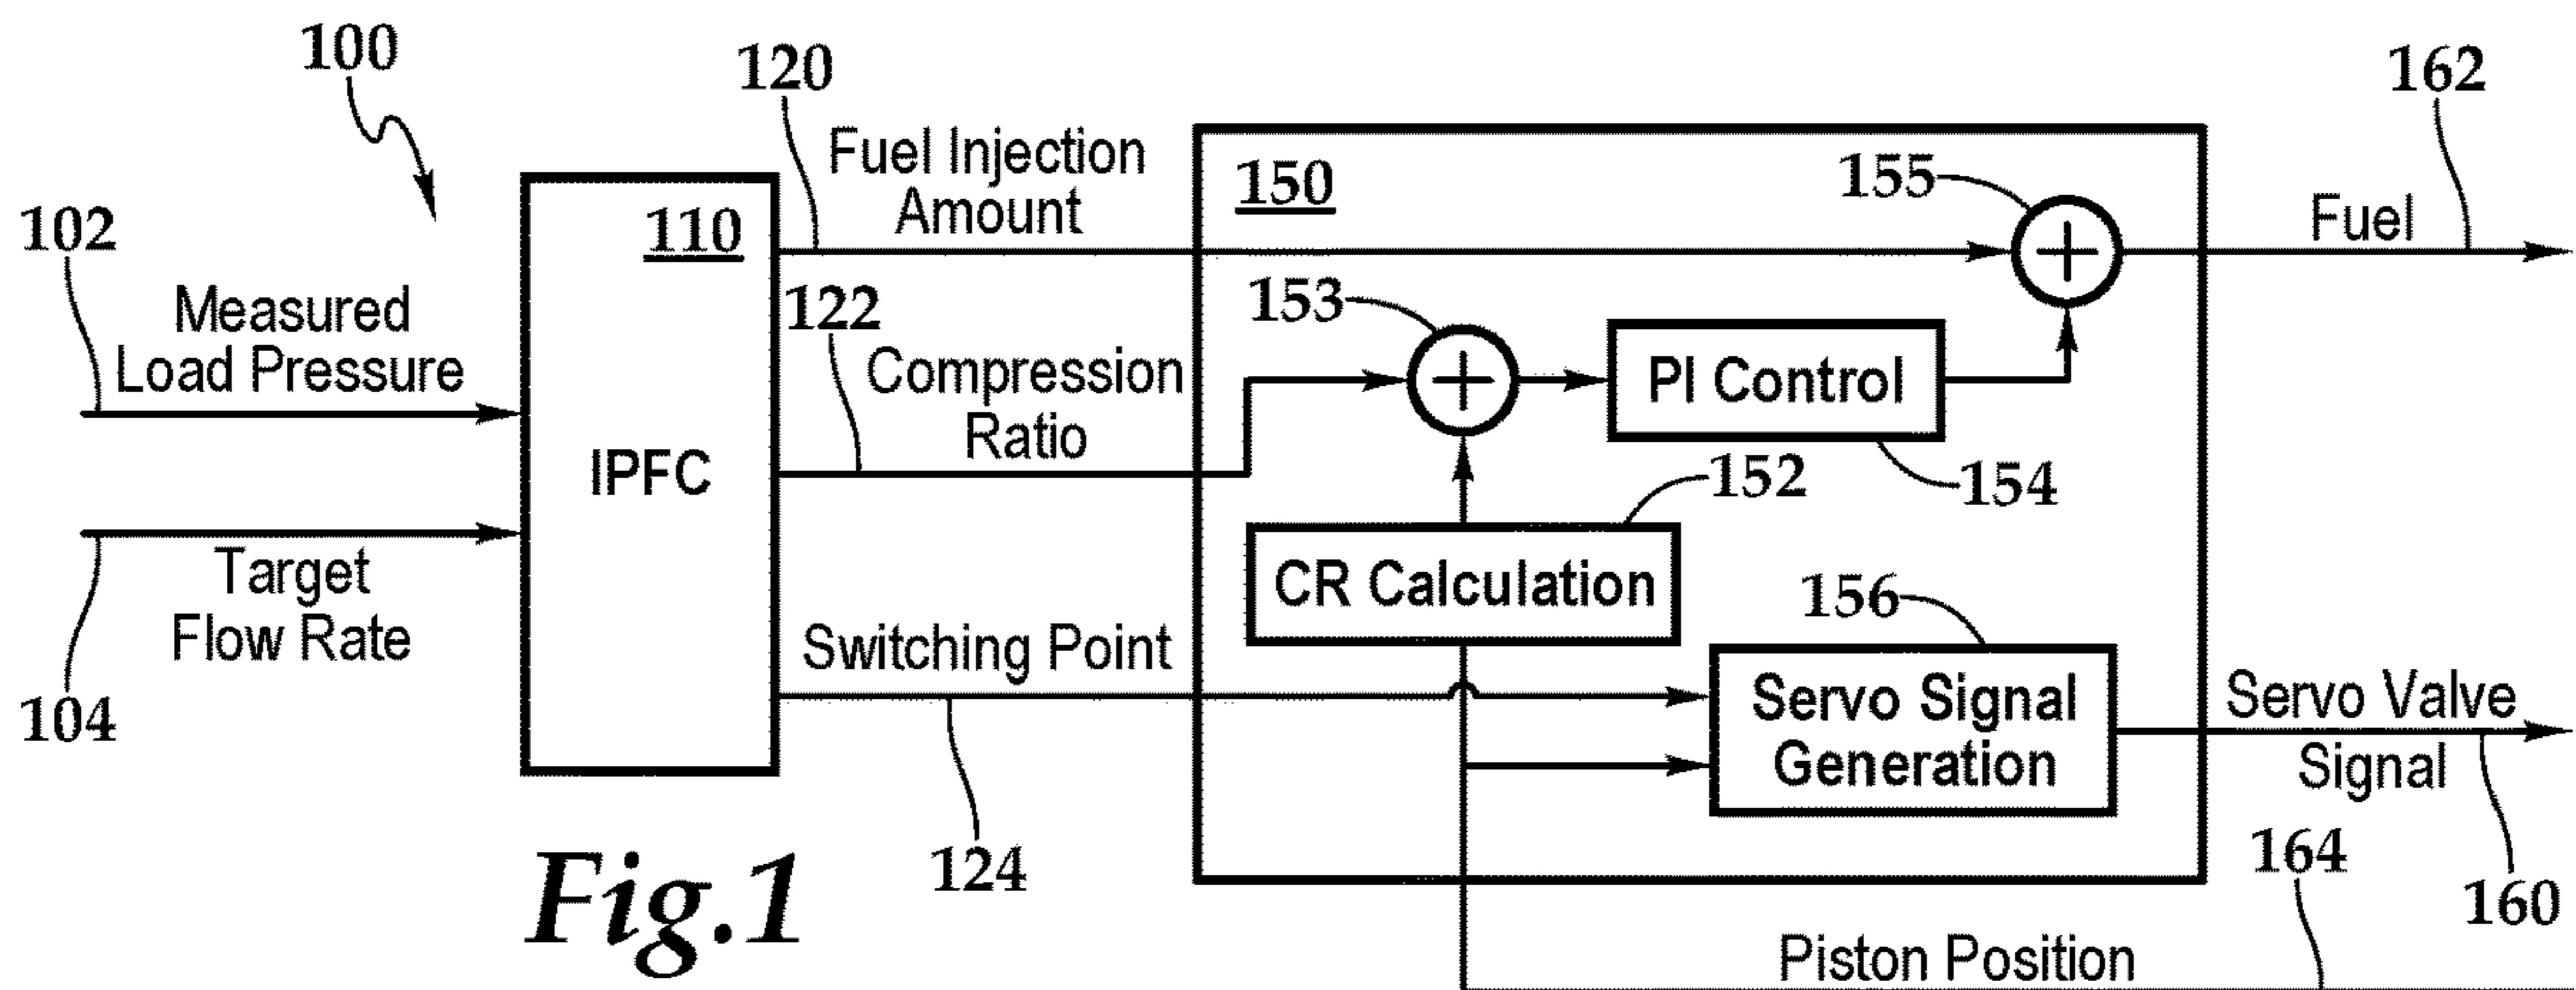 100
102
Measured
Load Pressure
Target
Flow Rate
104
110
IPFC
120
Fuel Injection
Amount
122
Compression
Ratio
Switching Point
124
150
155
153
PI Control
154
152
CR Calculation
156
Servo Signal
Generation
162
Fuel
Servo Valve
Signal
160
164
Piston Position
Fig.1